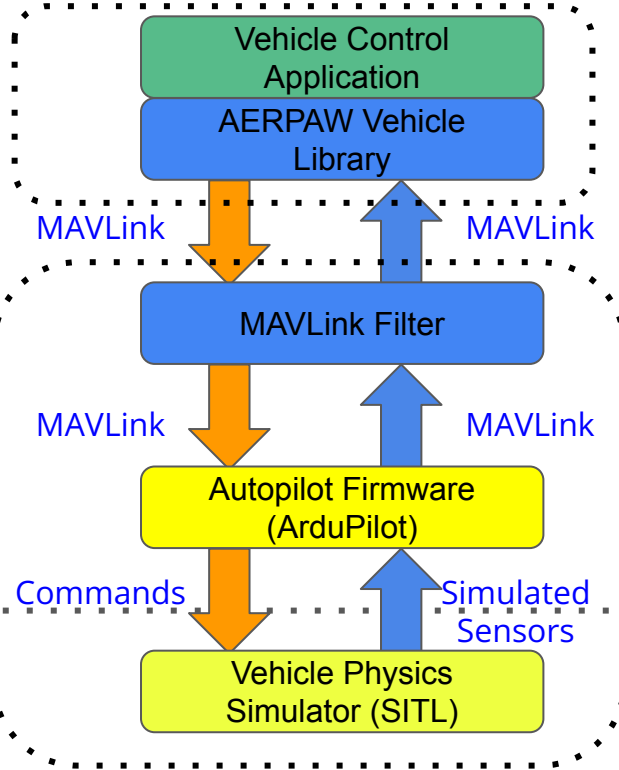 Vehicle Control
Application
AERPAW Vehicle
Library
MAVLink
MAVLink
MAVLink Filter
MAVLink
MAVLink
Autopilot Firmware
(ArduPilot)
Commands
Simulated
Sensors
Vehicle Physics
Simulator (SITL)